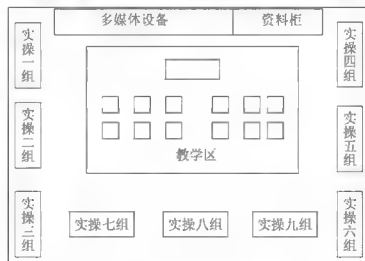 多媒体设备
资料柜
实操一组
实操二组
实操三组
教学区
实操四组
实操五组
实操六组
实操七组
实操八组
实操九组